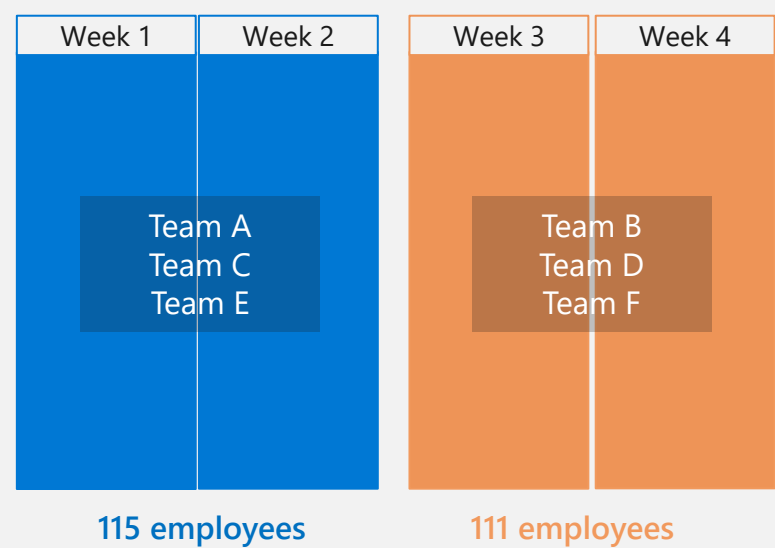 Week 1
Week 2
Week 3
Week 4
Team A
Team C
Team E
Team B
Team D
Team F
115 employees
111 employees